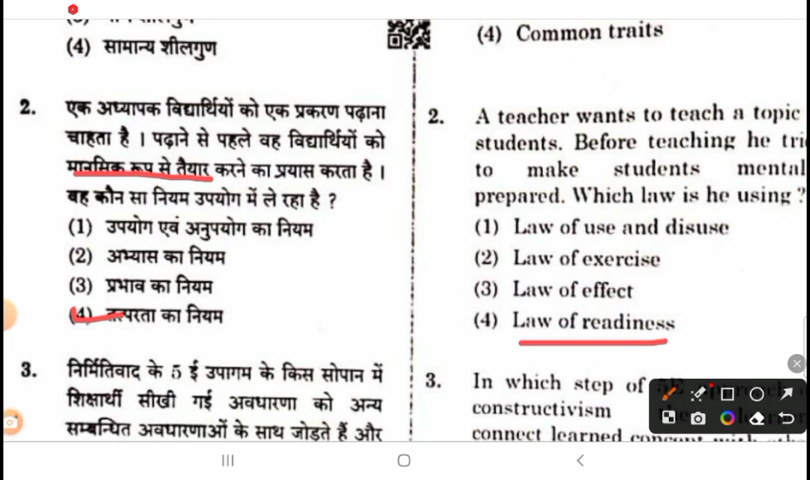 (4) सामान्य शीलगुण
2. एक अध्यापक विद्यार्थियों को एक प्रकरण पढ़ाना
चाहता है । पढ़ाने से पहले वह विद्यार्थियों को
मानसिक रूप से तैयार करने का प्रयास करता है ।
वह कौन सा नियम उपयोग में ले रहा है ?
(1) उपयोग एवं अनुपयोग का नियम
(2) अभ्यास का नियम
(3) प्रभाव का नियम
(4) तत्परता का नियम
3. निर्मितिवाद के 5 ई उपागम के किस सोपान में
शिक्षार्थी सीखी गई अवधारणा को अन्य
सम्बन्धित अवधारणाओं के साथ जोड़ते हैं और
(4) Common traits
2. A teacher wants to teach a topic
students. Before teaching he tri
to make students mental
prepared. Which law is he using ?
(1) Law of use and disuse
(2) Law of exercise
(3) Law of effect
(4) Law of readiness
3. In which step of
constructivism
connect learned concept with